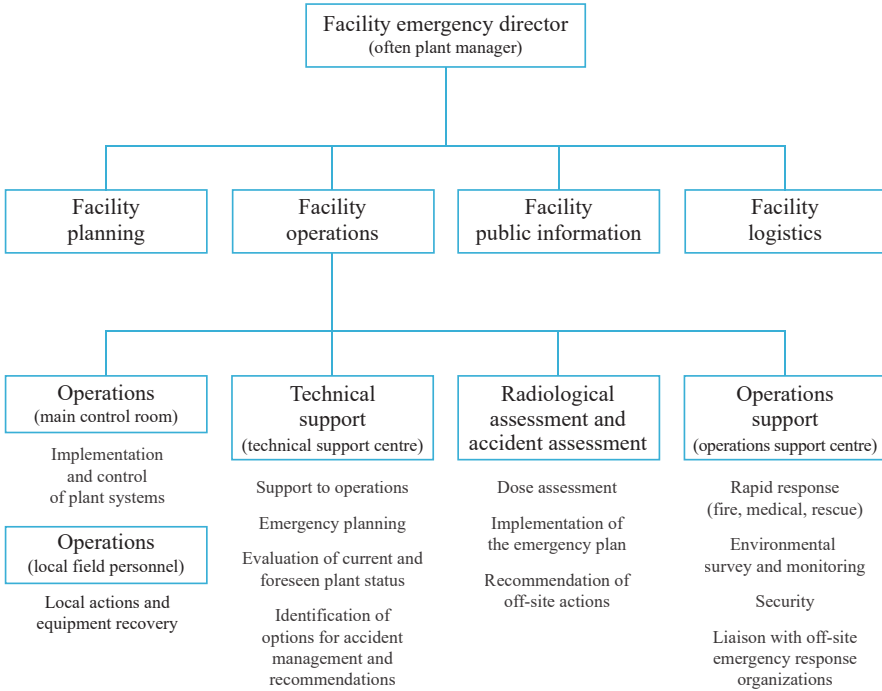 Facility emergency director
(often plant manager)
Facility
planning
Facility
operations
Facility
public information
Facility
logistics
Operations
(main control room)
Implementation
and control
of plant systems
Operations
(local field personnel)
Local actions and
equipment recovery
Technical
support
(technical support centre)
Support to operations
Emergency planning
Evaluation of current and
foreseen plant status
Identification of
options for accident
management and
recommendations
Radiological
assessment and
accident assessment
Dose assessment
Implementation of
the emergency plan
Recommendation of
off-site actions
Operations
support
(operations support centre)
Rapid response
(fire, medical, rescue)
Environmental
survey and monitoring
Security
Liaison with off-site
emergency response
organizations